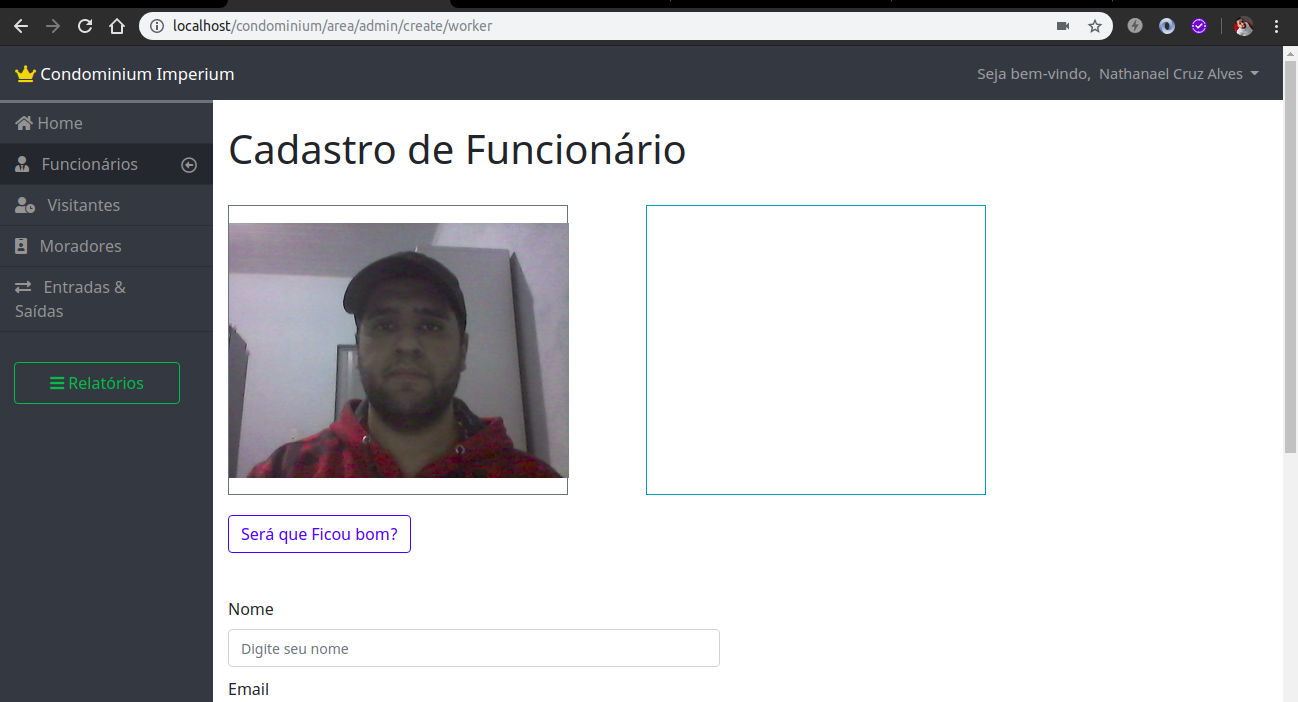 localhost/condominium/area/admin/create/worker
Condominium Imperium
Seja bem-vindo, Nathanael Cruz Alves
Home
Funcionários
Visitantes
Moradores
Entradas &
Saídas
Relatórios
Cadastro de Funcionário
Será que Ficou bom?
Nome
Digite seu nome
Email